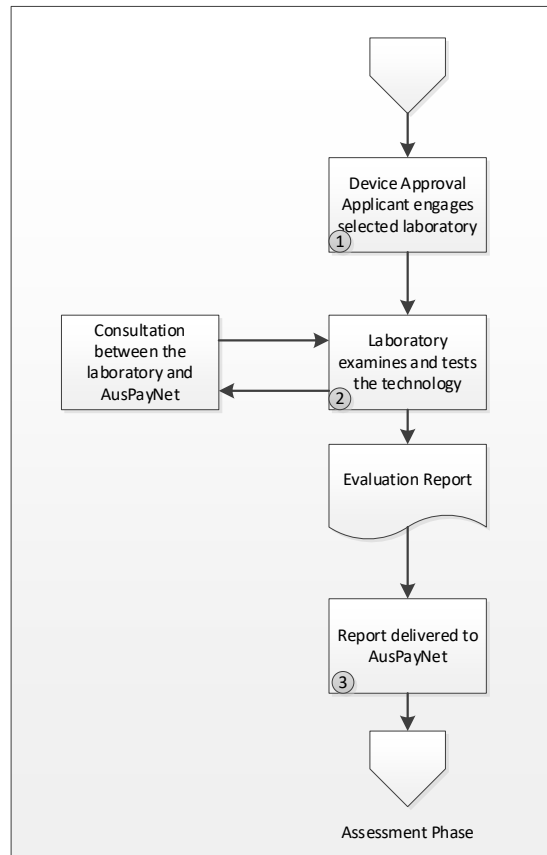 Device Approval
Applicant engages
selected laboratory
1
Consultation
between the
laboratory and
AusPayNet
Laboratory
examines and tests
the technology
2
Evaluation Report
Report delivered to
AusPayNet
3
Assessment Phase